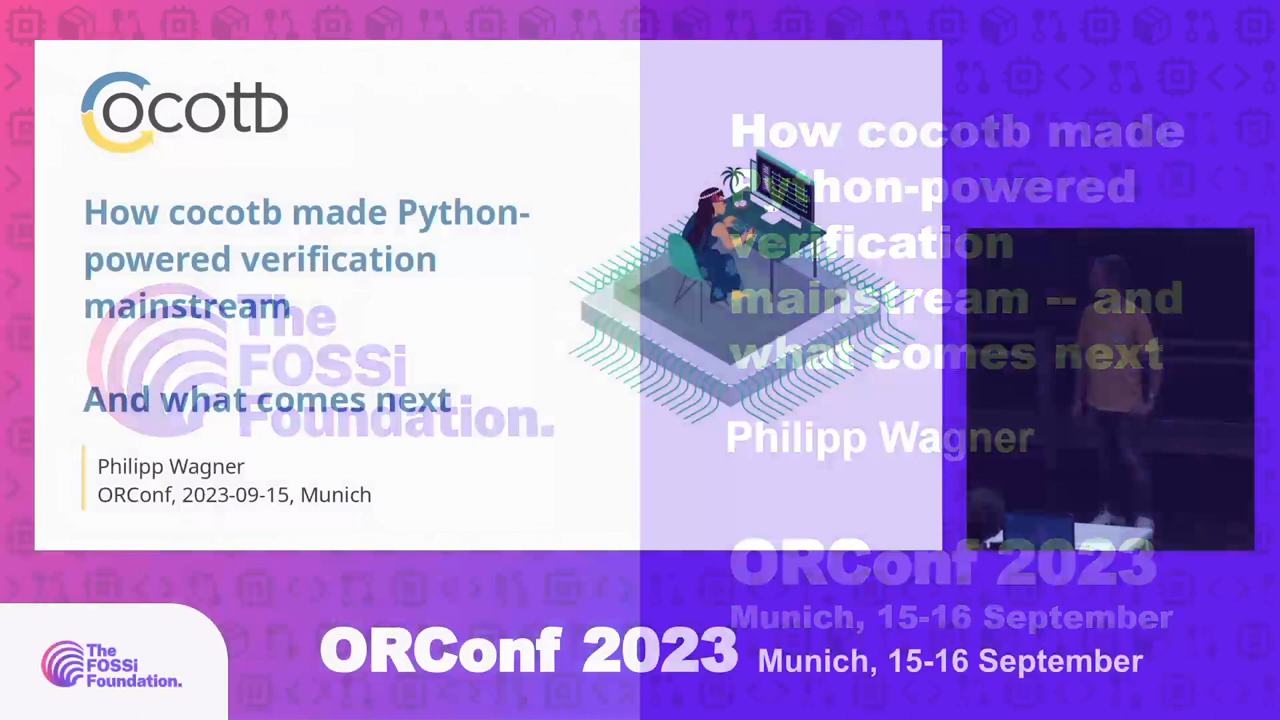 ocotb
How cocotb made Python-
powered verification
mainstream
And what comes next
Philipp Wagner
ORConf, 2023-09-15, Munich
The
FOSSi
Foundation.
How cocotb made
Python-powered
verification
mainstream -- and
what comes next
Philipp Wagner
ORConf 2023
Munich, 15-16 September
The
FOSSi
Foundation.
ORConf 2023
Munich, 15-16 September